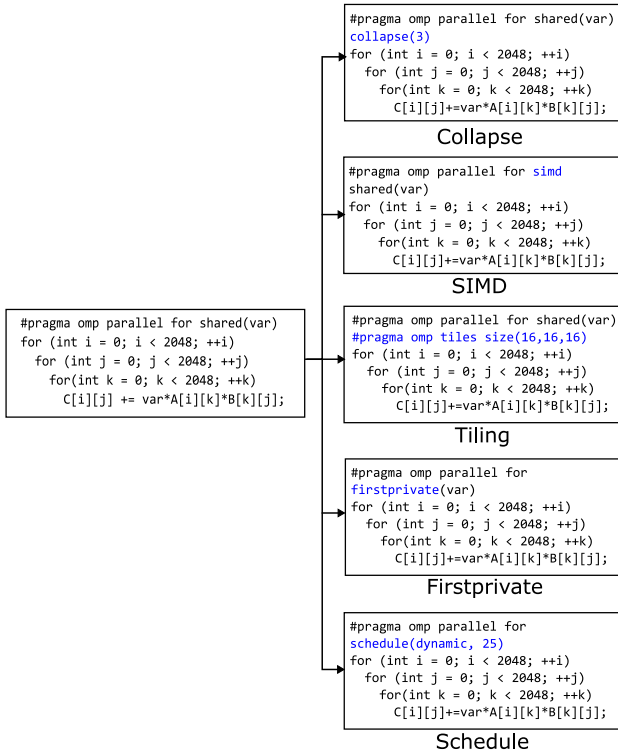 #pragma omp parallel for shared(var)
collapse(3)
for (int i = 0; i < 2048; ++i)
for (int j = 0; j < 2048; ++j)
for(int k = 0; k < 2048; ++k)
C[i][j]+=var*A[i][k]*B[k][j];
Collapse
#pragma omp parallel for simd
shared(var)
for (int i = 0; i < 2048; ++i)
for (int j = 0; j < 2048; ++j)
for(int k = 0; k < 2048; ++k)
C[i][j]+=var*A[i][k]*B[k][j];
SIMD
#pragma omp parallel for shared(var)
for (int i = 0; i < 2048; ++i)
for (int j = 0; j < 2048; ++j)
for(int k = 0; k < 2048; ++k)
C[i][j] += var*A[i][k]*B[k][j];
#pragma omp parallel for shared(var)
#pragma omp tiles size(16,16,16)
for (int i = 0; i < 2048; ++i)
for (int j = 0; j < 2048; ++j)
for(int k = 0; k < 2048; ++k)
C[i][j]+=var*A[i][k]*B[k][j];
Tiling
#pragma omp parallel for
firstprivate(var)
for (int i = 0; i < 2048; ++i)
for (int j = 0; j < 2048; ++j)
for(int k = 0; k < 2048; ++k)
C[i][j]+=var*A[i][k]*B[k][j];
Firstprivate
#pragma omp parallel for
schedule(dynamic, 25)
for (int i = 0; i < 2048; ++i)
for (int j = 0; j < 2048; ++j)
for(int k = 0; k < 2048; ++k)
C[i][j]+=var*A[i][k]*B[k][j];
Schedule